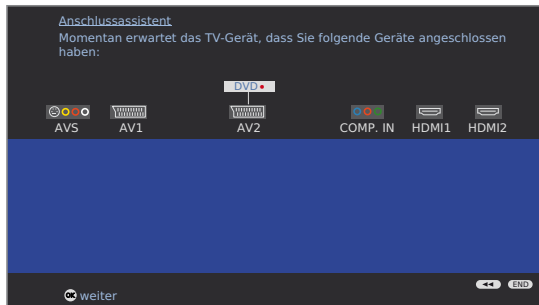 Anschlussassistent
Momentan erwartet das TV-Gerät, dass Sie folgende Geräte angeschlossen
haben:
DVD
AVS AV1 AV2 COMP. IN HDMI1 HDMI2
OK weiter
END